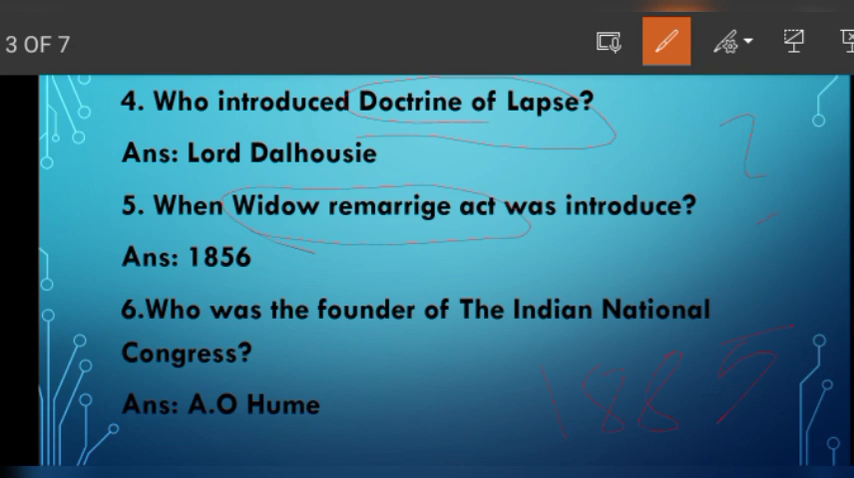 3 OF 7
4. Who introduced Doctrine of Lapse?
Ans: Lord Dalhousie
5. When Widow remarrige act was introduce?
Ans: 1856
6.Who was the founder of The Indian National
Congress?
Ans: A.O Hume
1885
?